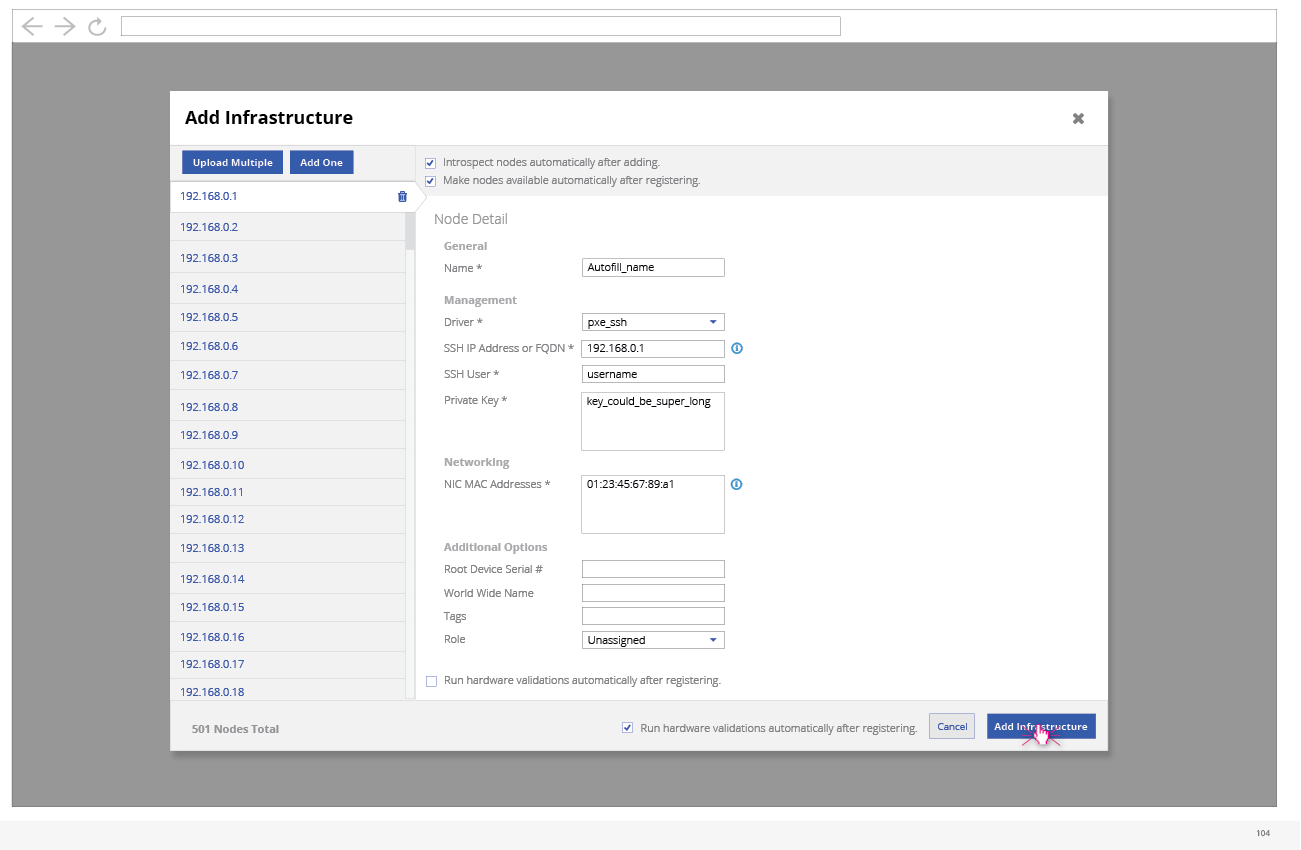 Add Infrastructure
Upload Multiple
Add One
Introspect nodes automatically after adding.
Make nodes available automatically after registering.
192.168.0.1
192.168.0.2
192.168.0.3
192.168.0.4
192.168.0.5
192.168.0.6
192.168.0.7
192.168.0.8
192.168.0.9
192.168.0.10
192.168.0.11
192.168.0.12
192.168.0.13
192.168.0.14
192.168.0.15
192.168.0.16
192.168.0.17
192.168.0.18
Node Detail
General
Name * Autofill_name
Management
Driver * pxe_ssh
SSH IP Address or FQDN * 192.168.0.1
SSH User * username
Private Key * key_could_be_super_long
Networking
NIC MAC Addresses * 01:23:45:67:89:a1
Additional Options
Root Device Serial #
World Wide Name
Tags
Role Unassigned
Run hardware validations automatically after registering.
501 Nodes Total
Run hardware validations automatically after registering.
Cancel
Add Infrastructure
104